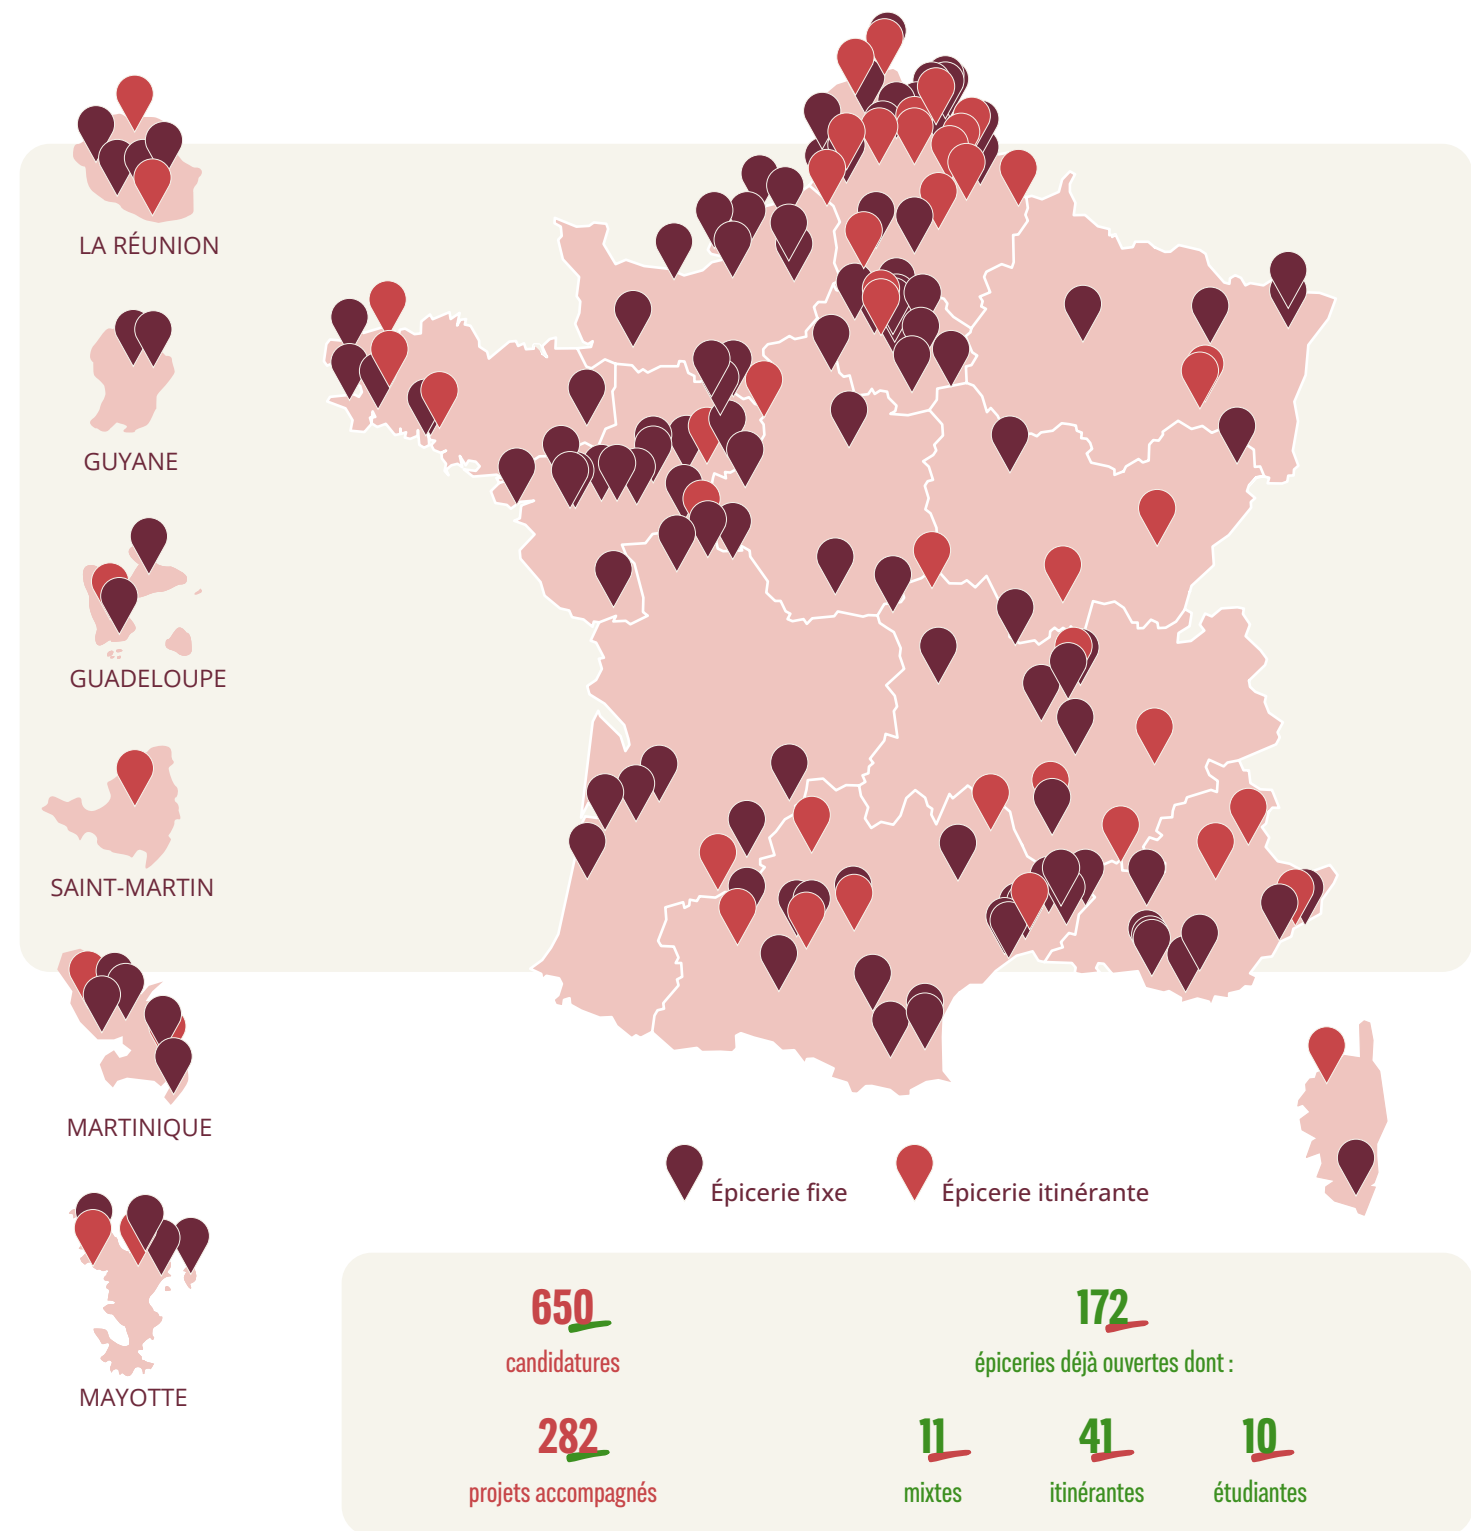 LA RÉUNION
GUYANE
GUADELOUPE
SAINT-MARTIN
MARTINIQUE
MAYOTTE
Épicerie fixe
Épicerie itinérante
650
candidatures
282
projets accompagnés
172
épiceries déjà ouvertes dont :
11
mixtes
41
itinérantes
10
étudiantes